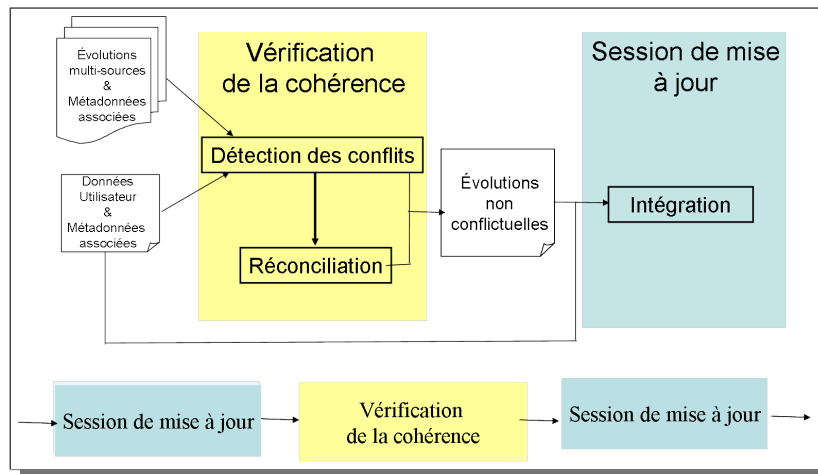 Évolutions
multi-sources
&
Métadonnées
associées
Vérification
de la cohérence
Session de mise
à jour
Détection des conflits
Données
Utilisateur
&
Métadonnées
associées
Évolutions
non
conflictuelles
Intégration
Réconciliation
Session de mise à jour
Vérification
de la cohérence
Session de mise à jour